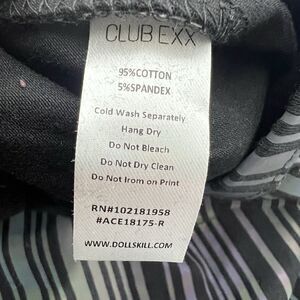 CLUB EXX
95%COTTON
5%SPANDEX
Cold Wash Separately
Hang Dry
Do Not Bleach
Do Not Dry Clean
Do Not Irom on Print
RN#102181958
#ACE18175-R
WWW.DOLLSKILL.COM